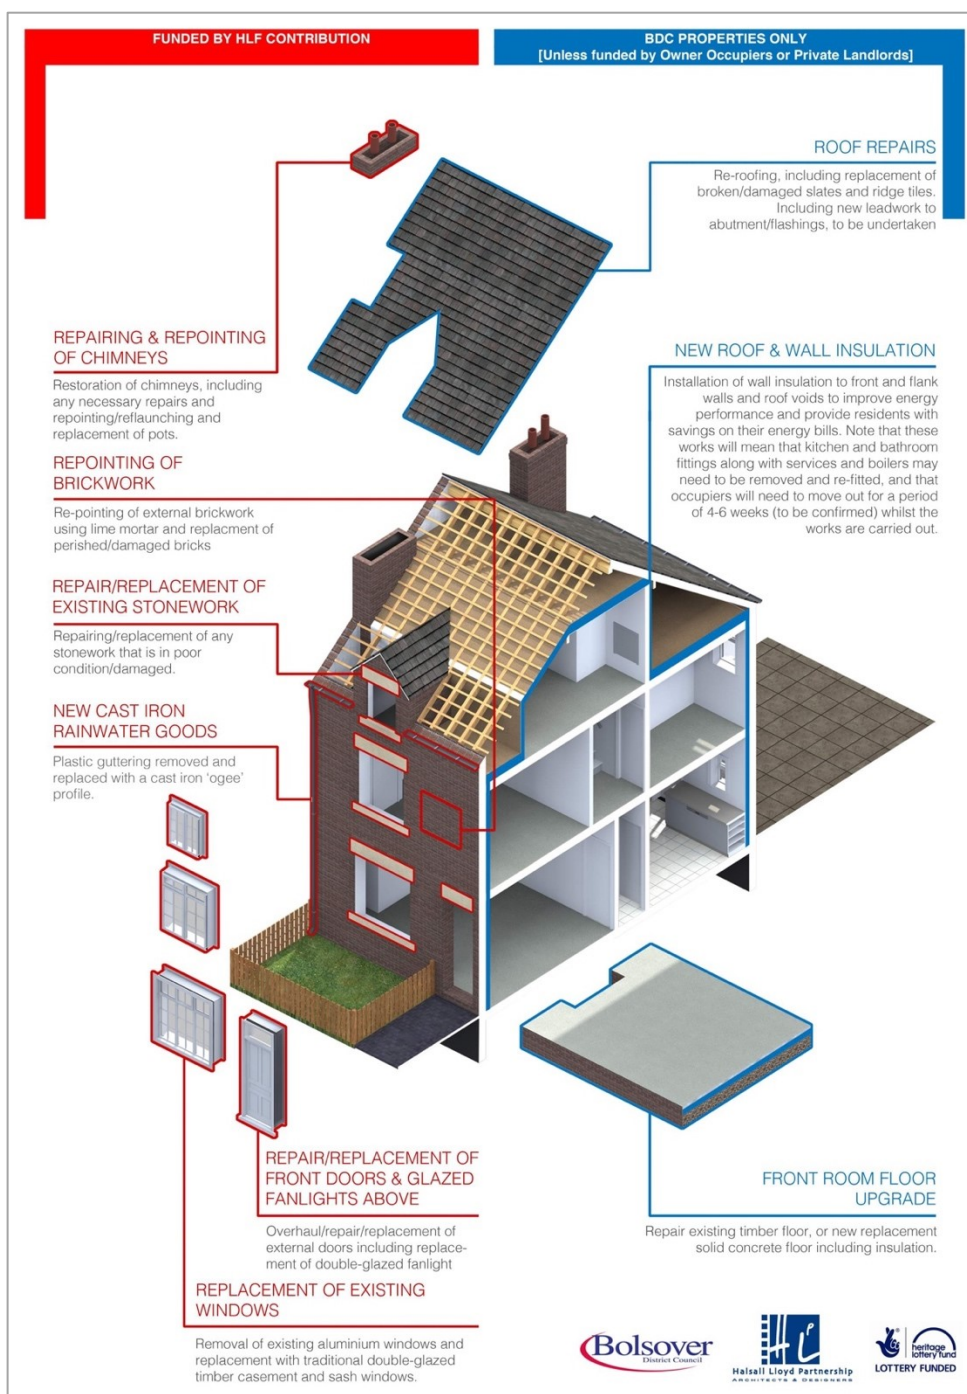 FUNDED BY HLF CONTRIBUTION
BDC PROPERTIES ONLY
[Unless funded by Owner Occupiers or Private Landlords]
ROOF REPAIRS
Re-roofing, including replacement of
broken/damaged slates and ridge tiles.
Including new leadwork to
abutment/flashings, to be undertaken
REPAIRING & REPOINTING
OF CHIMNEYS
Restoration of chimneys, including
any necessary repairs and
repointing/reflaunching and
replacement of pots.
NEW ROOF & WALL INSULATION
Installation of wall insulation to front and flank
walls and roof voids to improve energy
performance and provide residents with
savings on their energy bills. Note that these
works will mean that kitchen and bathroom
fittings along with services and boilers may
need to be removed and re-fitted, and that
occupiers will need to move out for a period
of 4-6 weeks (to be confirmed) whilst the
works are carried out.
REPOINTING OF
BRICKWORK
Re-pointing of external brickwork
using lime mortar and replacment of
perished/damaged bricks
REPAIR/REPLACEMENT OF
EXISTING STONEWORK
Repairing/replacement of any
stonework that is in poor
condition/damaged.
NEW CAST IRON
RAINWATER GOODS
Plastic guttering removed and
replaced with a cast iron ‘ogee’
profile.
REPAIR/REPLACEMENT OF
FRONT DOORS & GLAZED
FANLIGHTS ABOVE
Overhaul/repair/replacement of
external doors including replace-
ment of double-glazed fanlight
FRONT ROOM FLOOR
UPGRADE
Repair existing timber floor, or new replacement
solid concrete floor including insulation.
REPLACEMENT OF EXISTING
WINDOWS
Removal of existing aluminium windows and
replacement with traditional double-glazed
timber casement and sash windows.
Bolsover
District Council
HLP
Halsall Lloyd Partnership
ARCHITECTS & DESIGNERS
heritage
lottery fund
LOTTERY FUNDED